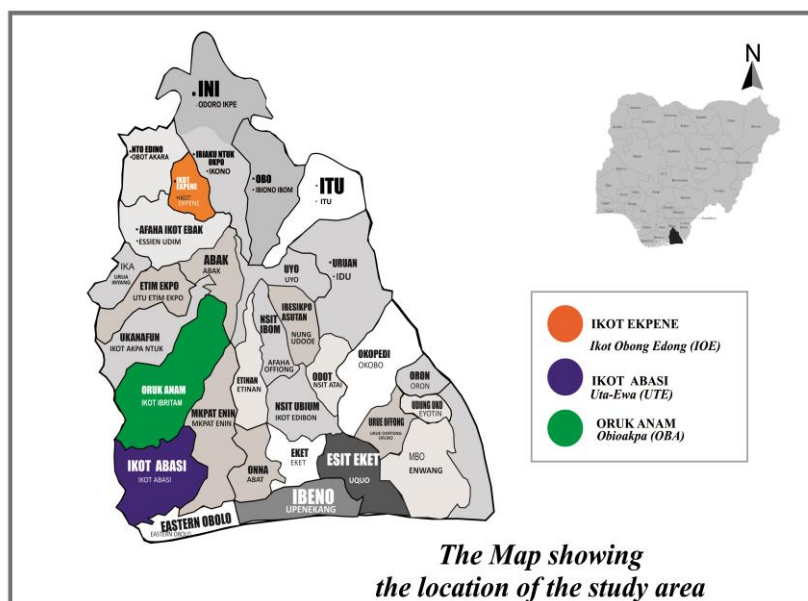 N
.INI
ODORO IKPE
NTO EDINO
OBOT AKARA
IBIAKU NTUK
OKPO
IKONO
IKOT
EKPENE
IKOT
EKPENE
OBO
IBIONO IBOM
ITU
ITU
AFAHA IKOT EBAK
ESSIEN UDIM
ABAK
ABAK
UYO
UYO
URUAN
IDU
IKA
URUA
INYANG
ETIM EKPO
UTU ETIM EKPO
NSIT
IBOM
AFAHA
OFFIONG
IBESIKPO
ASUTAN
NUNG
UDOOE
UKANAFUN
IKOT AKPA NTUK
OKOPEDI
OKOBO
ORUK ANAM
IKOT IBRITAM
ETINAN
ETINAN
ODOT
NSIT ATAI
ORON
ORON
MKPAT ENIN
MKPAT ENIN
NSIT UBIUM
IKOT EDIBON
UDUNG UKO
EYOTIN
URUE OFFONG
IKOT ABASI
IKOT ABASI
ONNA
ABAT
EKET
EKET
ESIT EKET
UQUO
MBO
ENWANG
IBENO
UPENEKANG
EASTERN OBOLO
EASTERN OBOLO
IKOT EKPENE
Ikot Obong Edong (IOE)
IKOT ABASI
Uta-Ewa (UTE)
ORUK ANAM
Obioakpa (OBA)
The Map showing
the location of the study area